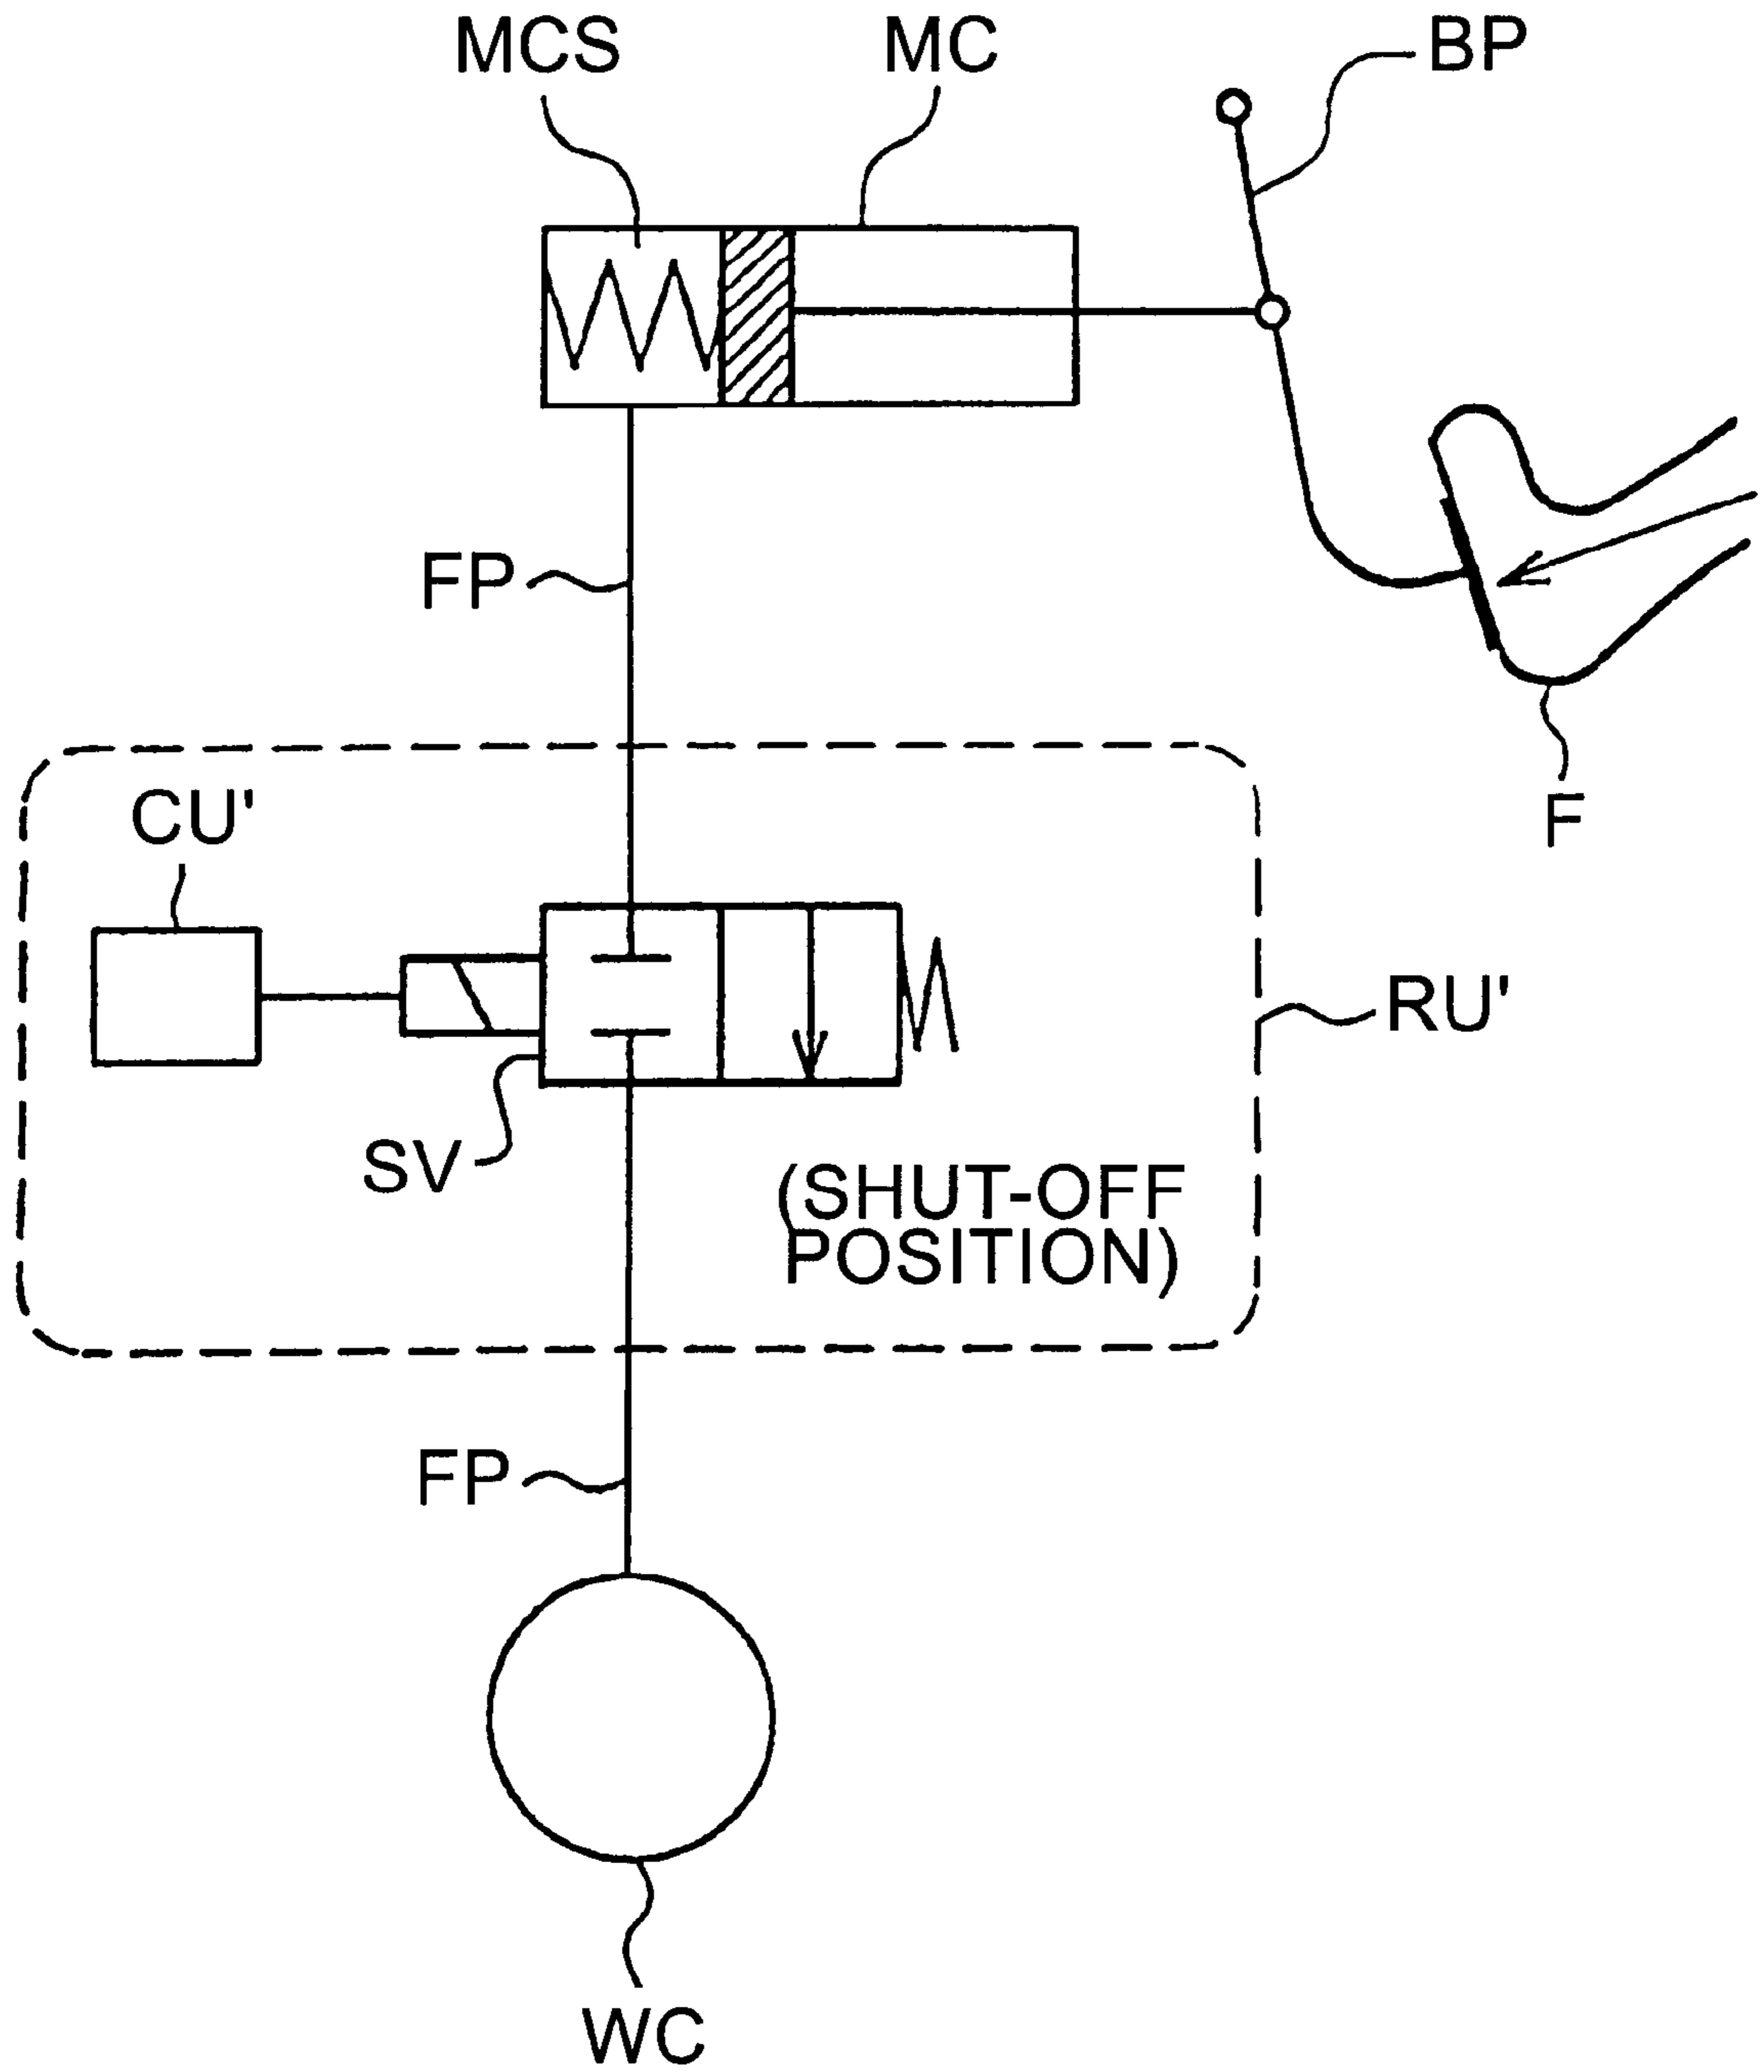 MCS
MC
BP
FP
F
CU'
RU'
SV
(SHUT-OFF
POSITION)
FP
WC